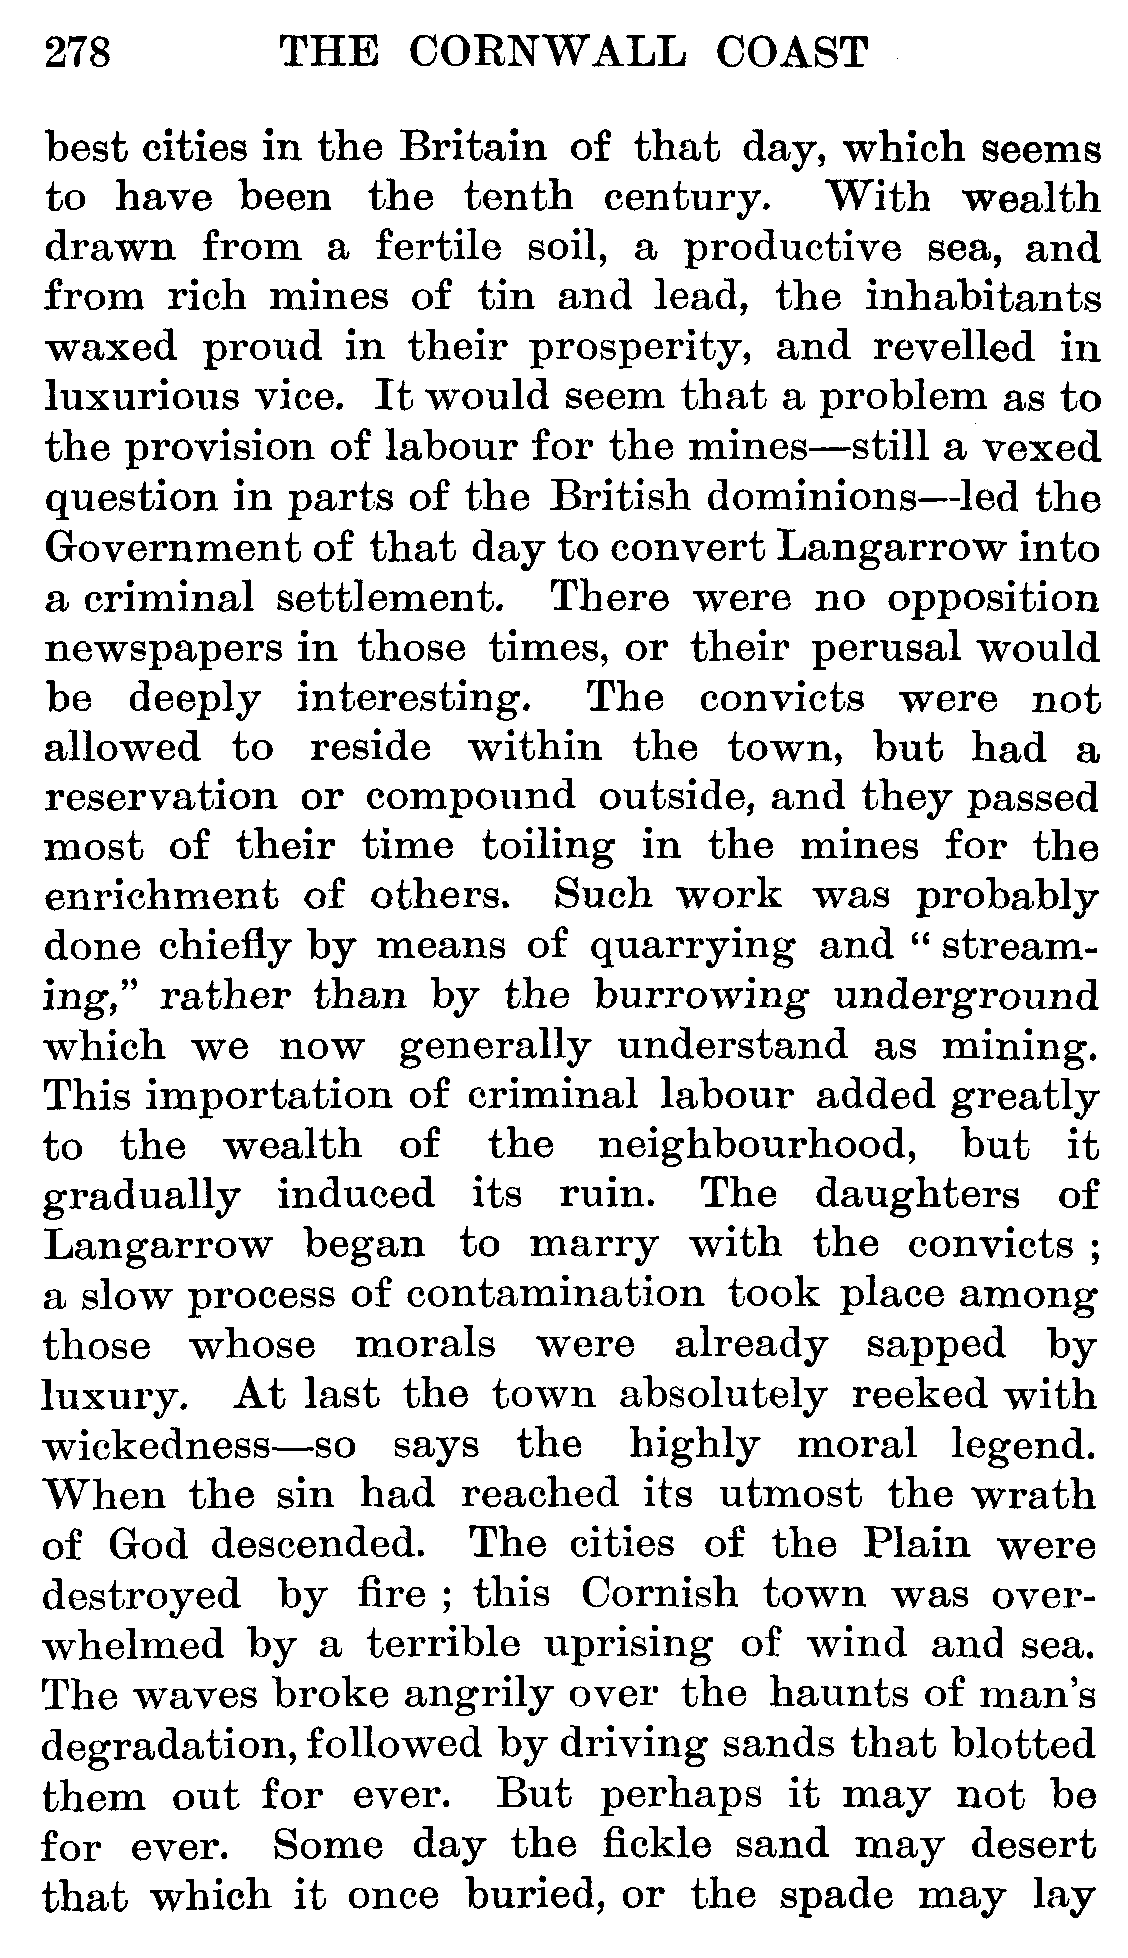 278 THE CORNWALL COAST
best cities in the Britain of that day, which seems
to have been the tenth century. With wealth
drawn from a fertile soil, a productive sea, and
from rich mines of tin and lead, the inhabitants
waxed proud in their prosperity, and revelled in
luxurious vice. It would seem that a problem as to
the provision of labour for the mines—still a vexed
question in parts of the British dominions—led the
Government of that day to convert Langarrow into
a criminal settlement. There were no opposition
newspapers in those times, or their perusal would
be deeply interesting. The convicts were not
allowed to reside within the town, but had a
reservation or compound outside, and they passed
most of their time toiling in the mines for the
enrichment of others. Such work was probably
done chiefly by means of quarrying and “ stream-
ing,” rather than by the burrowing underground
which we now generally understand as mining.
This importation of criminal labour added greatly
to the wealth of the neighbourhood, but it
gradually induced its ruin. The daughters of
Langarrow began to marry with the convicts ;
a slow process of contamination took place among
those whose morals were already sapped by
luxury. At last the town absolutely reeked with
wickedness—so says the highly moral legend.
When the sin had reached its utmost the wrath
of God descended. The cities of the Plain were
destroyed by fire ; this Cornish town was over-
whelmed by a terrible uprising of wind and sea.
The waves broke angrily over the haunts of man’s
degradation, followed by driving sands that blotted
them out for ever. But perhaps it may not be
for ever. Some day the fickle sand may desert
that which it once buried, or the spade may lay